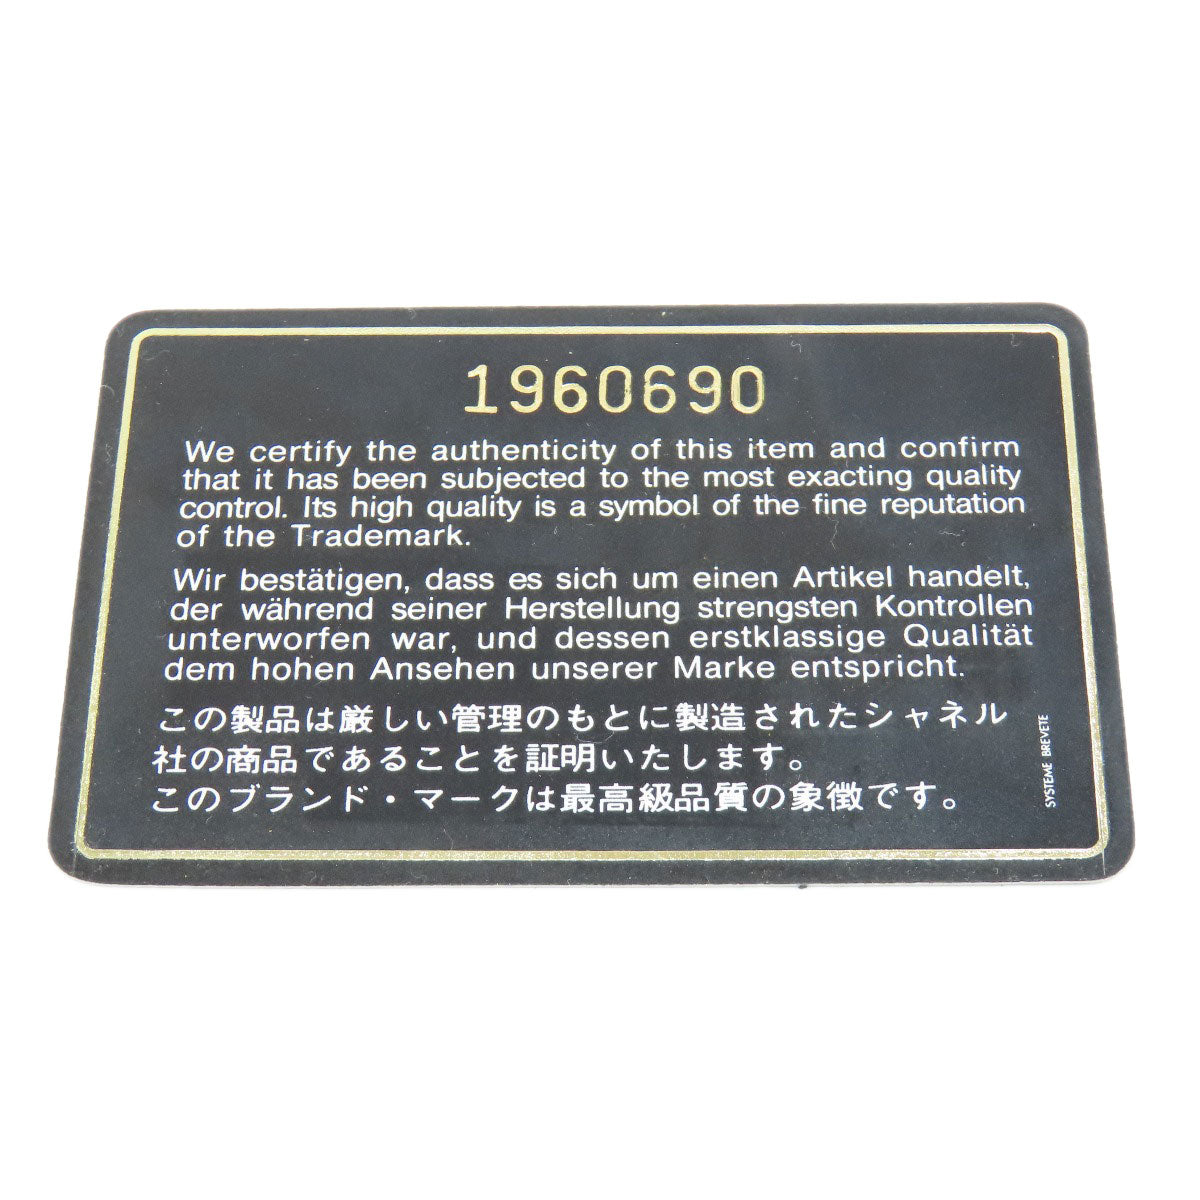 1960690
We certify the authenticity of this item and confirm
that it has been subjected to the most exacting quality
control. Its high quality is a symbol of the fine reputation
of the Trademark.
Wir bestätigen, dass es sich um einen Artikel handelt,
der während seiner Herstellung strengsten Kontrollen
unterworfen war, und dessen erstklassige Qualität
dem hohen Ansehen unserer Marke entspricht.
この製品は厳しい管理のもとに製造されたシャネル
社の商品であることを証明いたします。
このブランド・マークは最高級品質の象徴です。
SYSTEME BREVETE